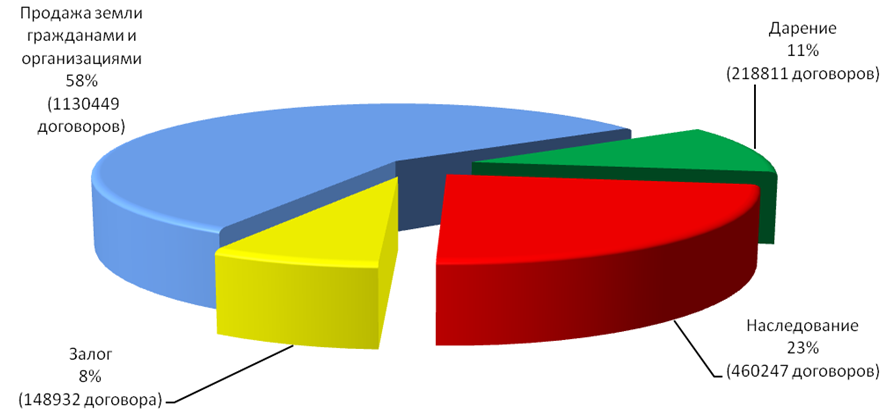 Продажа земли
гражданами и
организациями
58%
(1130449
договоров)
Дарение
11%
(218811 договоров)
Наследование
23%
(460247 договоров)
Залог
8%
(148932 договора)